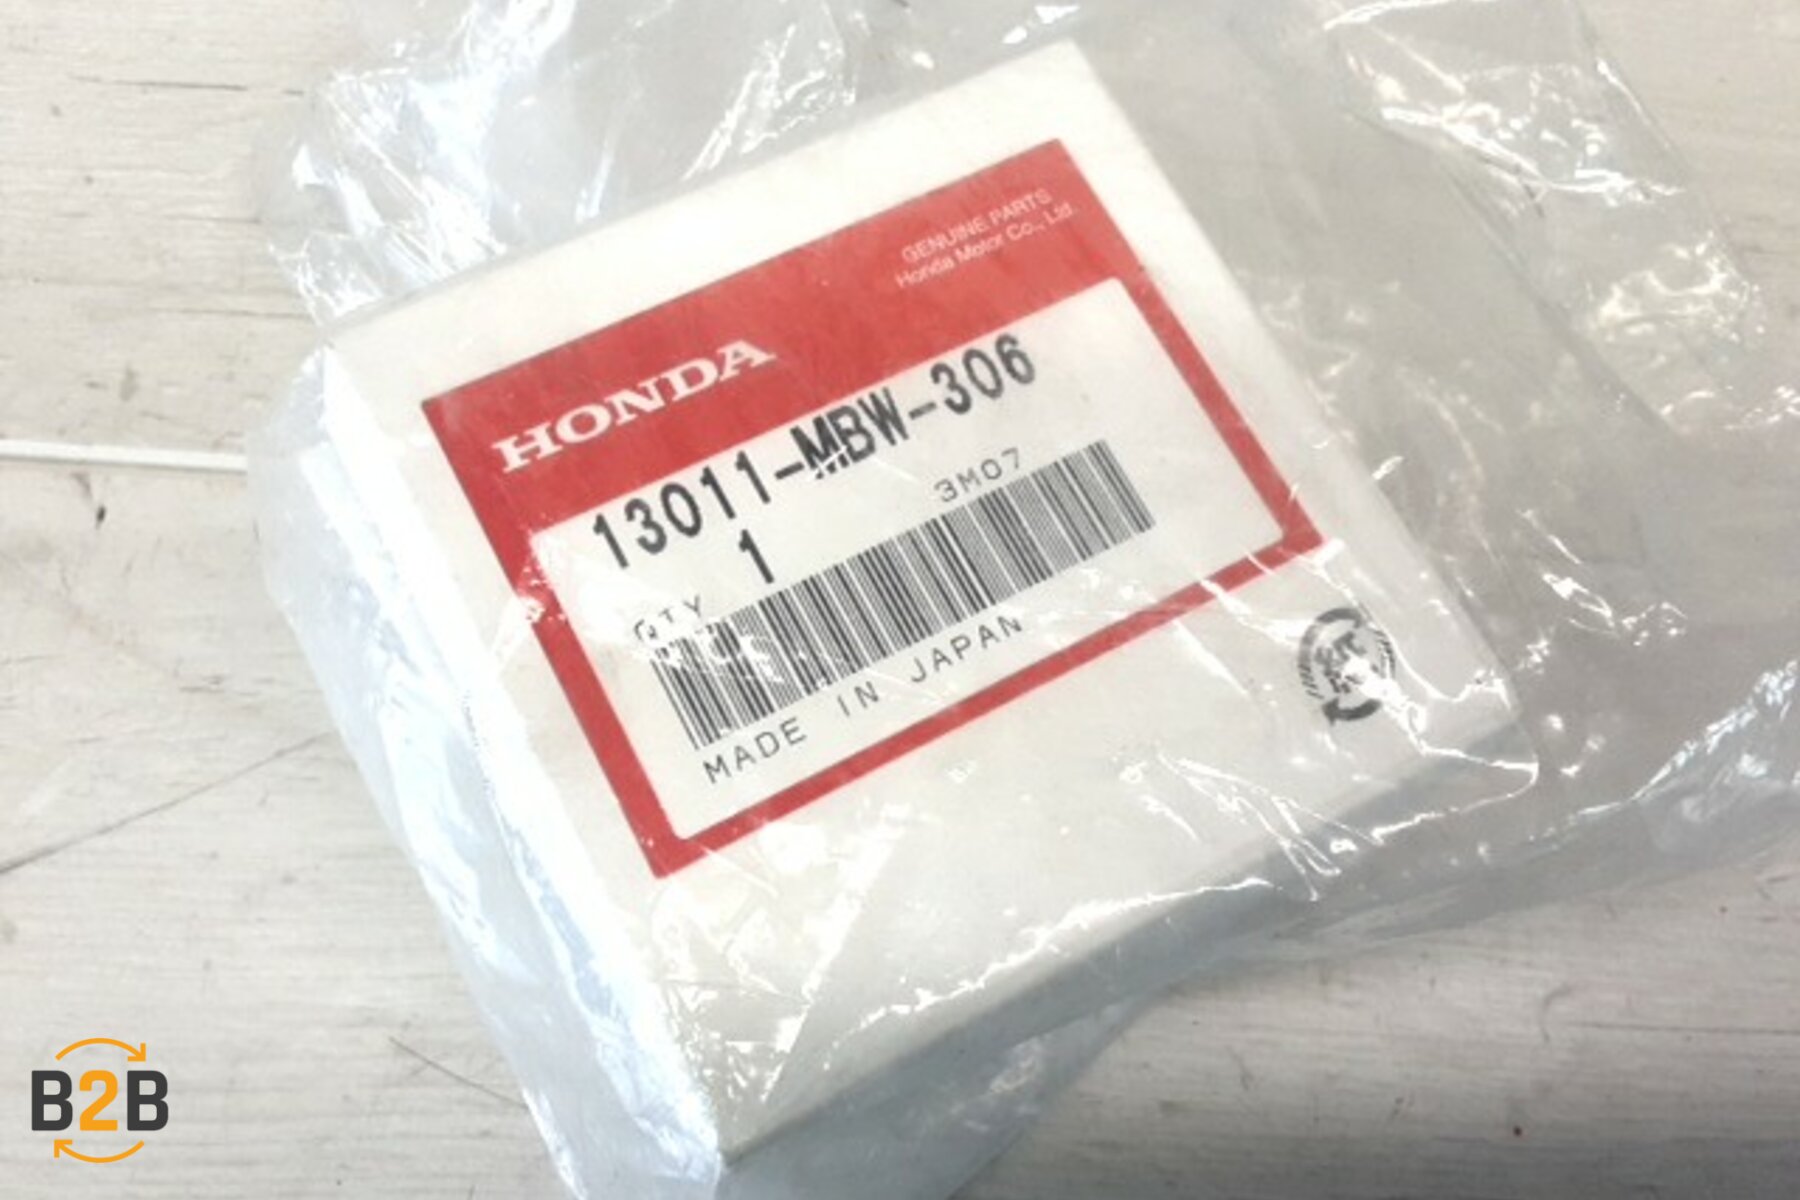 GENUINE PARTS
Honda Motor Co., Ltd.
HONDA
13011-MBW-306
QTY 1 3M07
MADE IN JAPAN
B2B